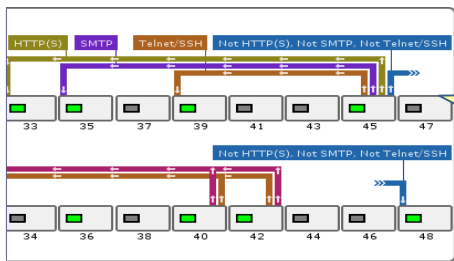 HTTP(S) SMTP Telnet/SSH Not HTTP(S), Not SMTP, Not Telnet/SSH
33 35 37 39 41 43 45 47
Not HTTP(S), Not SMTP, Not Telnet/SSH
34 36 38 40 42 44 46 48